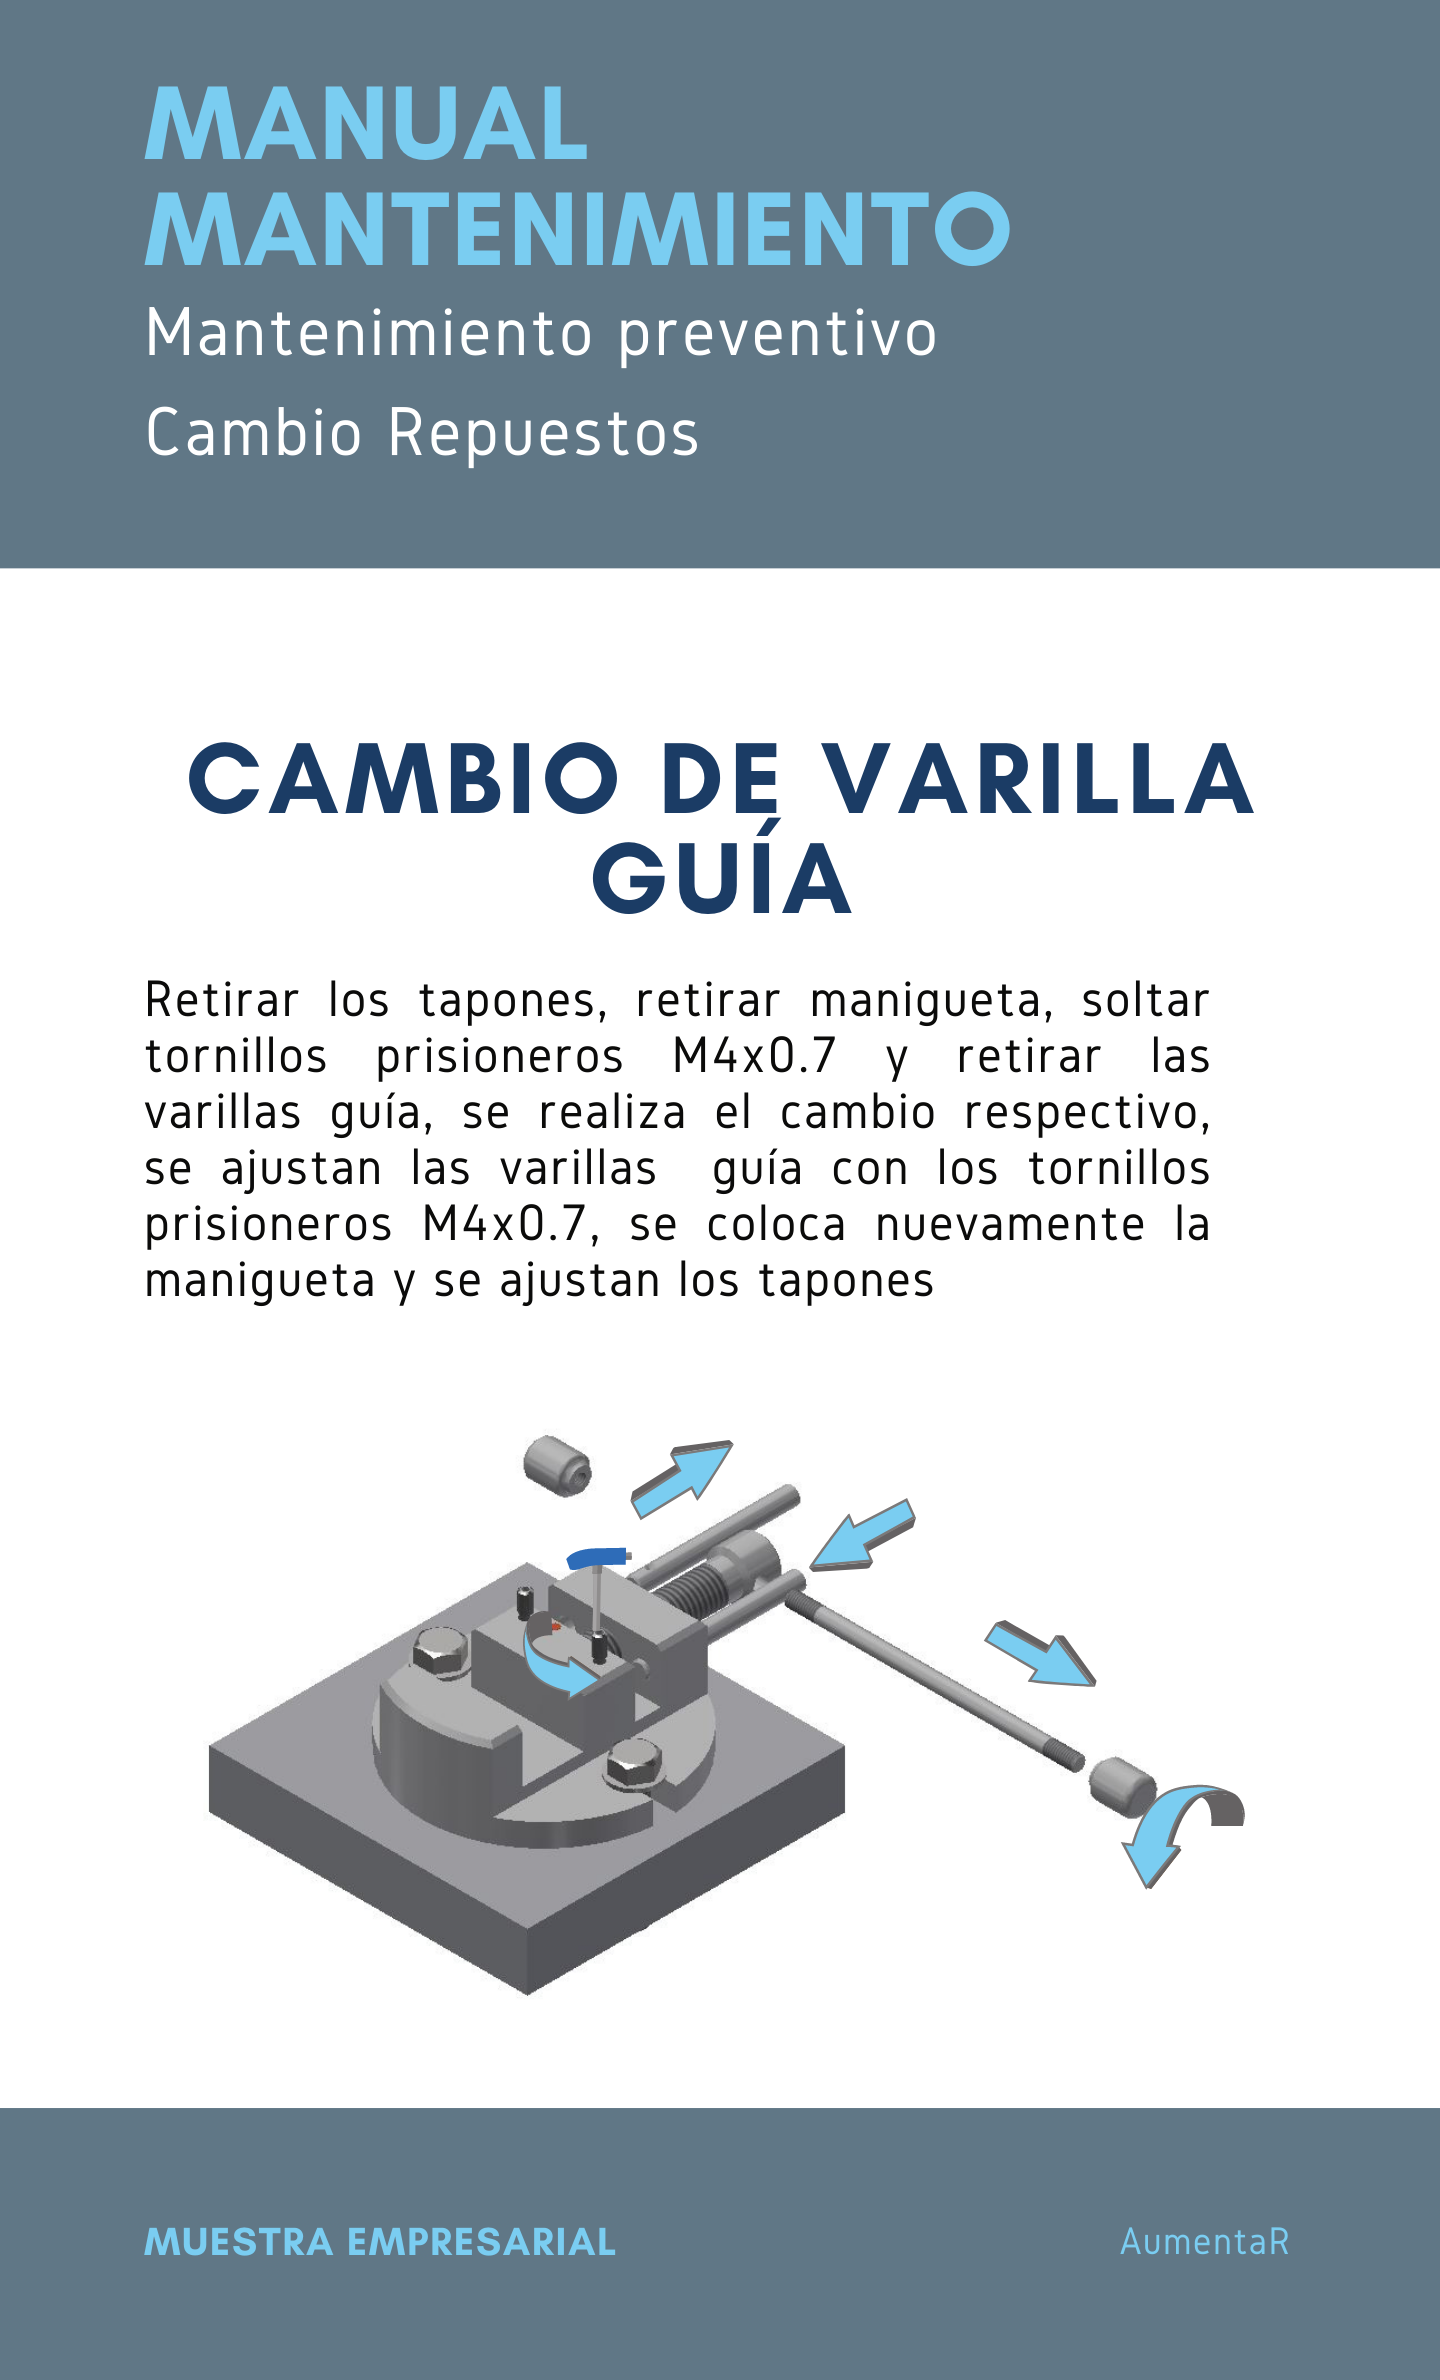 MANUAL
MANTENIMIENTO
Mantenimiento preventivo
Cambio Repuestos
CAMBIO DE VARILLA
GUÍA
Retirar los tapones, retirar manigueta, soltar
tornillos prisioneros M4x0.7 y retirar las
varillas guía, se realiza el cambio respectivo,
se ajustan las varillas guía con los tornillos
prisioneros M4x0.7, se coloca nuevamente la
manigueta y se ajustan los tapones
MUESTRA EMPRESARIAL
AumentaR